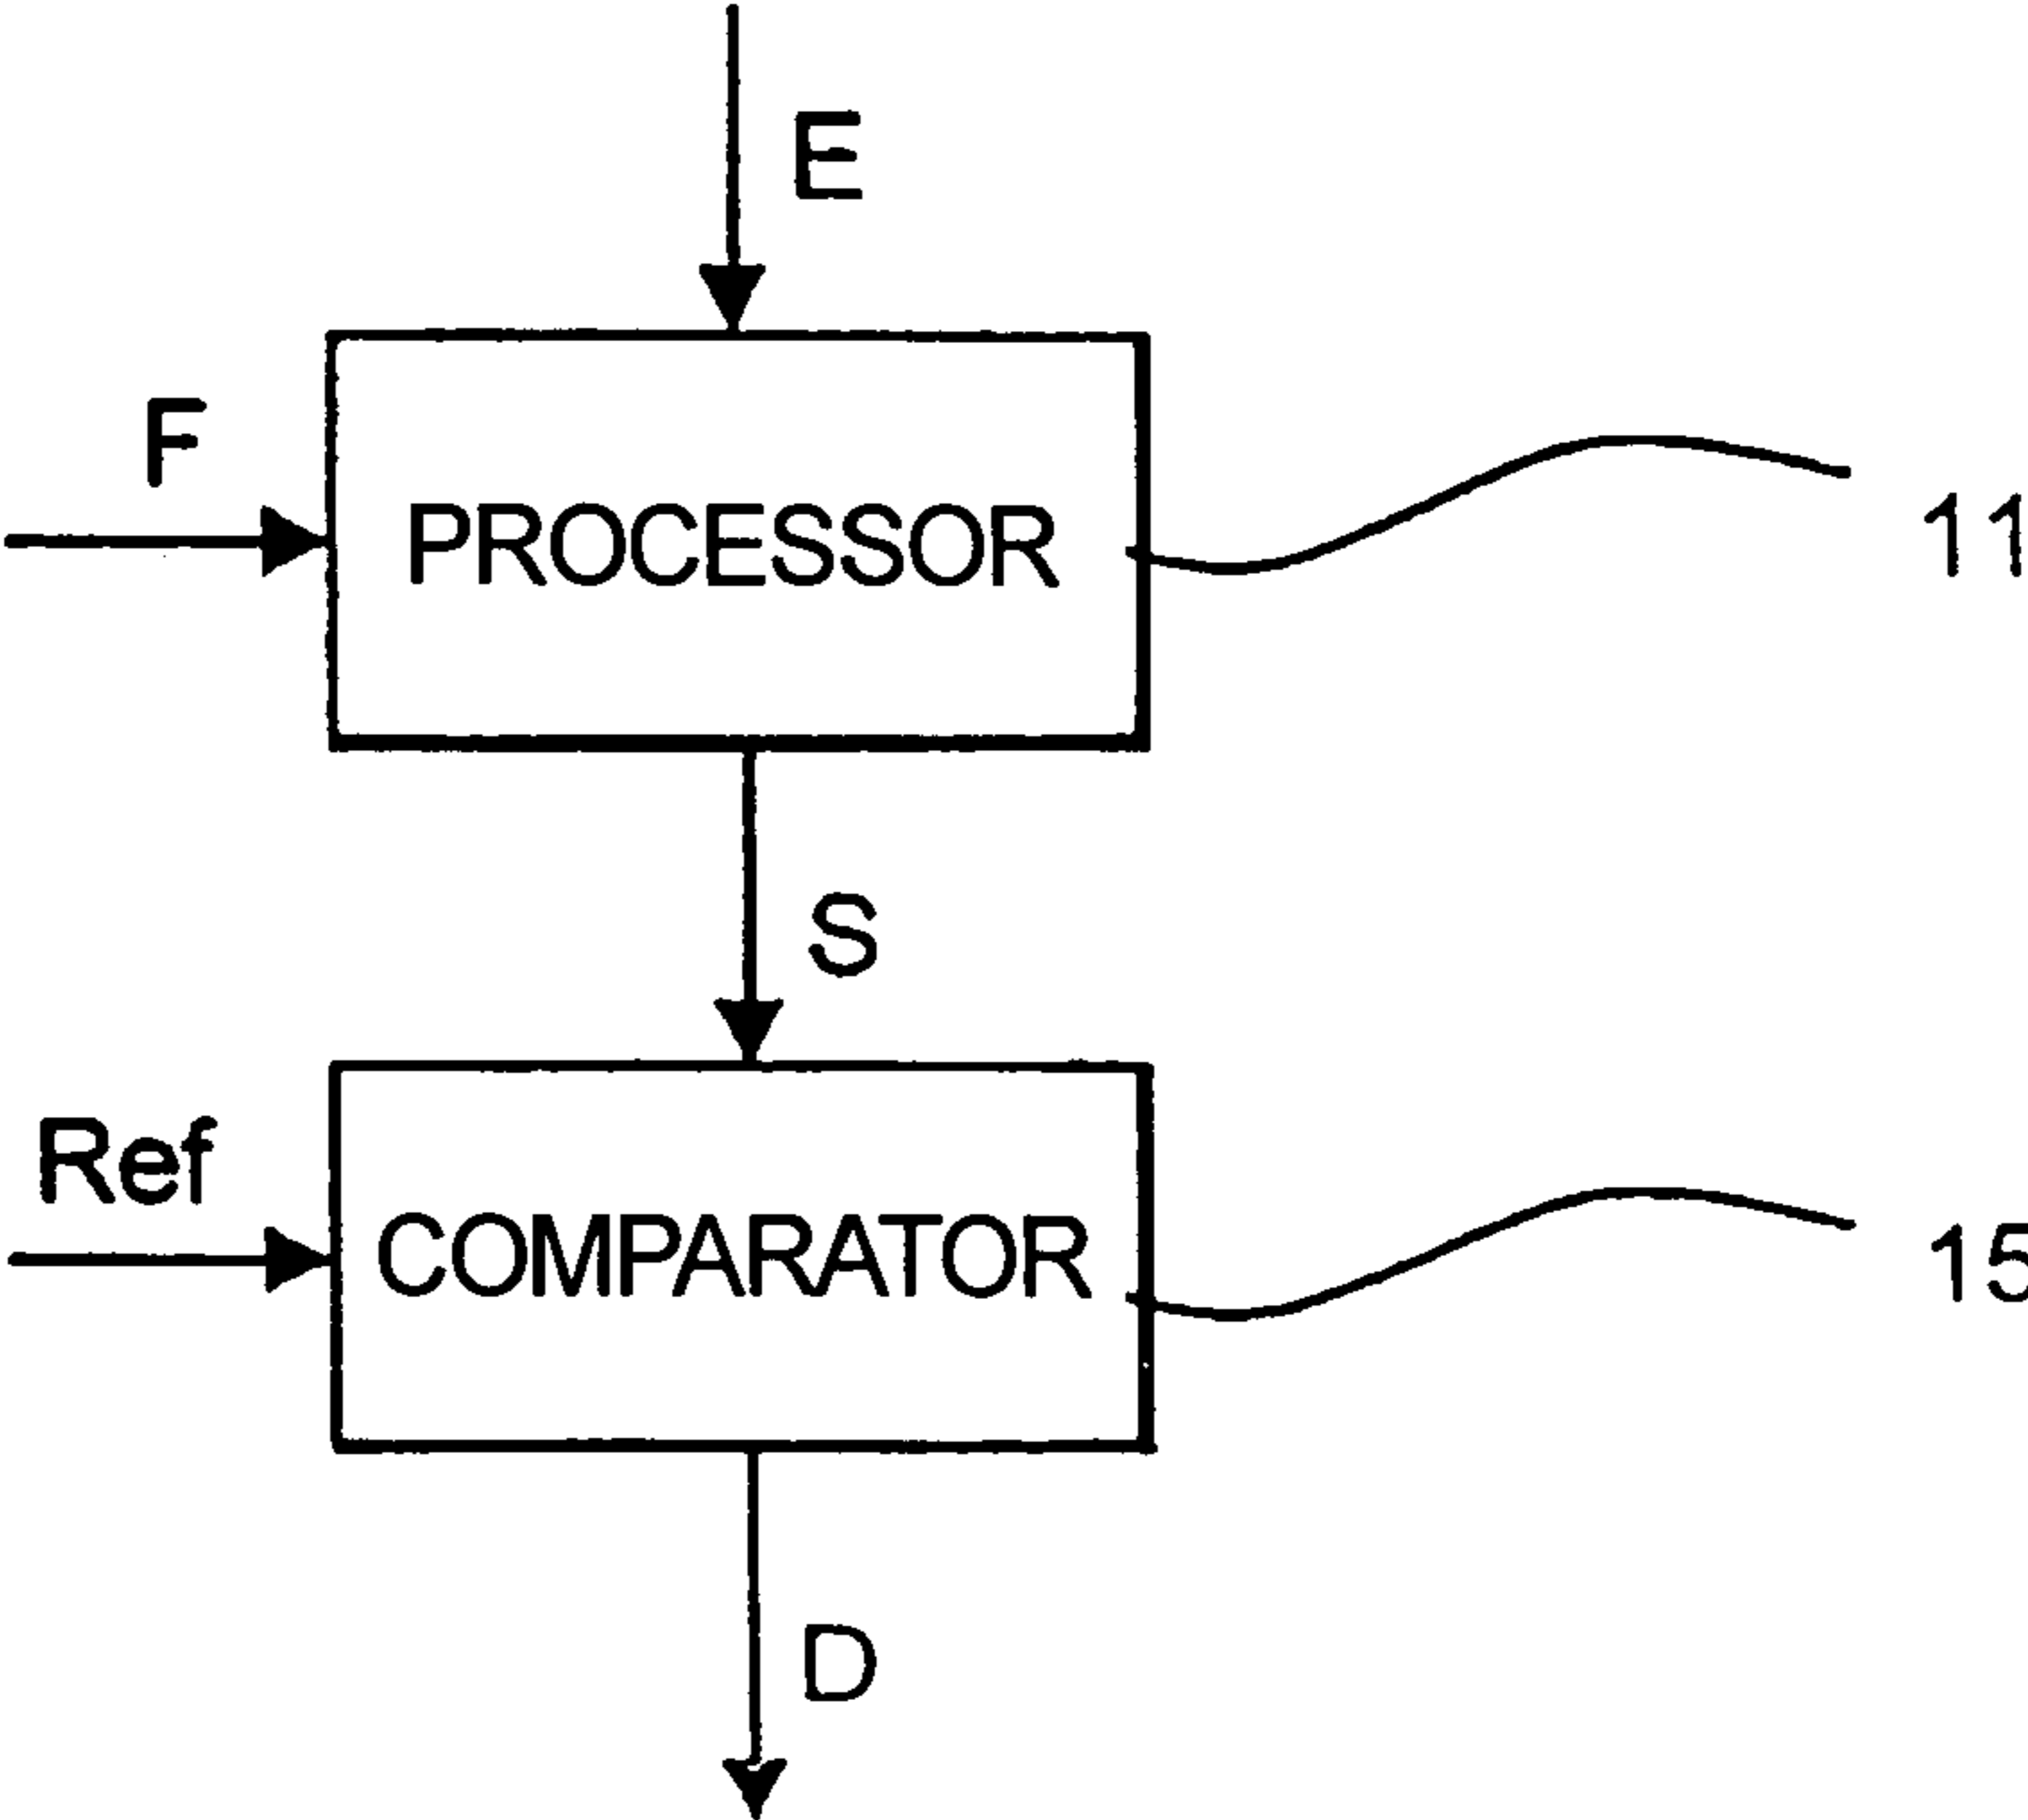 E
F
PROCESSOR
11
S
Ref
COMPARATOR
15
D